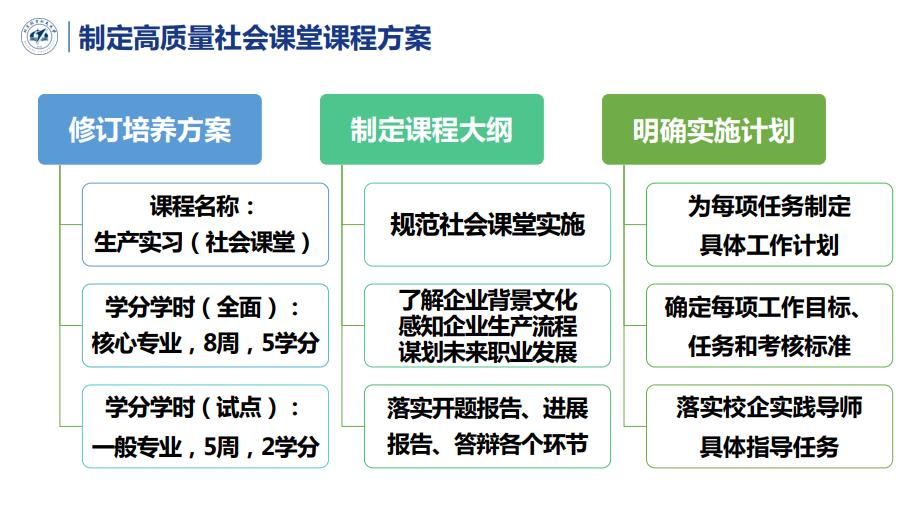 制定高质量社会课堂课程方案
修订培养方案
课程名称：
生产实习（社会课堂）
学分学时（全面）：
核心专业，8周，5学分
学分学时（试点）：
一般专业，5周，2学分
制定课程大纲
规范社会课堂实施
了解企业背景文化
感知企业生产流程
谋划未来职业发展
落实开题报告、进展
报告、答辩各个环节
明确实施计划
为每项任务制定
具体工作计划
确定每项工作目标、
任务和考核标准
落实校企实践导师
具体指导任务